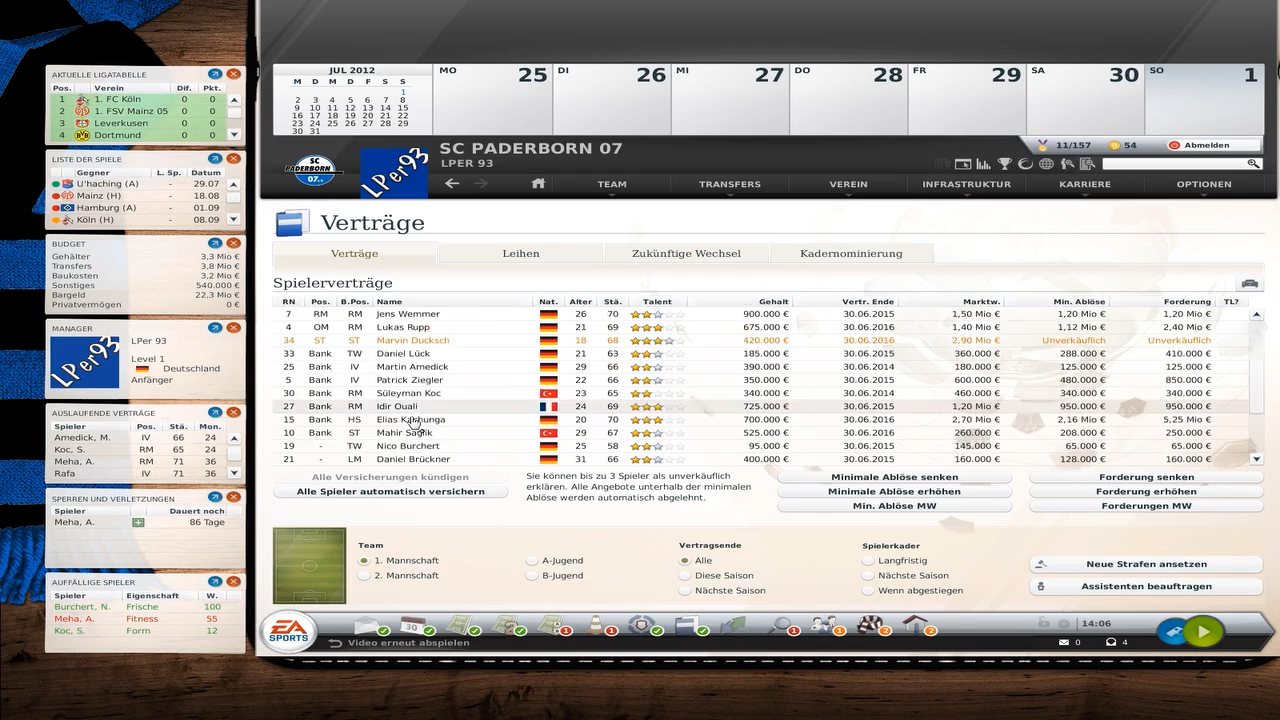 JUL 2012
M D M D F S S
1
2 3 4 5 6 7 8
9 10 11 12 13 14 15
16 17 18 19 20 21 22
23 24 25 26 27 28 29
30 31
MO 25 DI 26 MI 27 DO 28 FR 29 SA 30 SO 1
SC PADERBORN 07
LPER 93
SC PADERBORN 07
LPer93
11/157 54 Abmelden
TEAM TRANSFERS VEREIN INFRASTRUKTUR KARRIERE OPTIONEN
AKTUELLE LIGATABELLE
Pos. Verein Dif. Pkt.
1 1. FC Köln 0 0
2 1. FSV Mainz 05 0 0
3 Leverkusen 0 0
4 Dortmund 0 0
LISTE DER SPIELE
Gegner L. Sp. Datum
U'haching (A) - 29.07
Mainz (H) - 18.08
Hamburg (A) - 01.09
Köln (H) - 08.09
BUDGET
Gehälter 3,3 Mio €
Transfers 3,8 Mio €
Baukosten 3,2 Mio €
Sonstiges 540.000 €
Bargeld 22,3 Mio €
Privatvermögen 0 €
MANAGER
LPer93
LPer 93
Level 1
Deutschland
Anfänger
AUSLAUFENDE VERTRÄGE
Spieler Pos. Stä. Mon.
Amedick, M. IV 66 24
Koc, S. RM 65 24
Meha, A. RM 71 36
Rafa IV 71 36
SPERREN UND VERLETZUNGEN
Spieler Dauert noch
Meha, A. 86 Tage
AUFFÄLLIGE SPIELER
Spieler Eigenschaft W.
Burchert, N. Frische 100
Meha, A. Fitness 55
Koc, S. Form 12
Verträge
Verträge Leihen Zukünftige Wechsel Kadernominierung
Spielerverträge
RN Pos. B.Pos. Name Nat. Alter Stä. Talent Gehalt Vertr. Ende Marktw. Min. Ablöse Forderung TL?
7 RM RM Jens Wemmer 26 70 900.000 € 30.06.2015 1,50 Mio € 1,20 Mio € 1,20 Mio €
4 OM RM Lukas Rupp 21 69 675.000 € 30.06.2016 1,40 Mio € 1,12 Mio € 2,40 Mio €
34 ST ST Marvin Ducksch 18 68 420.000 € 30.06.2016 2,90 Mio € Unverkäuflich Unverkäuflich
33 Bank TW Daniel Lück 21 63 185.000 € 30.06.2015 360.000 € 288.000 € 410.000 €
25 Bank IV Martin Amedick 29 66 390.000 € 30.06.2014 180.000 € 125.000 € 125.000 €
5 Bank IV Patrick Ziegler 22 66 350.000 € 30.06.2015 600.000 € 480.000 € 850.000 €
30 Bank RM Süleyman Koc 23 65 440.000 € 30.06.2014 340.000 € 340.000 € 340.000 €
27 Bank RM Idir Ouali 24 69 725.000 € 30.06.2015 1,20 Mio € 950.000 € 950.000 €
15 Bank HS Elias Kachunga 20 70 700.000 € 30.06.2016 2,70 Mio € 2,16 Mio € 5,25 Mio €
10 Bank ST Mahir Saglik 29 67 525.000 € 30.06.2015 260.000 € 208.000 € 250.000 €
19 - TW Nico Burchert 25 58 95.000 € 30.06.2015 145.000 € 65.000 € 65.000 €
21 - LM Daniel Brückner 31 66 400.000 € 30.06.2015 160.000 € 128.000 € 160.000 €
Alle Versicherungen kündigen
Alle Spieler automatisch versichern
Sie können bis zu 3 Spieler als unverkäuflich
erklären. Alle Angebote unterhalb der minimalen
Ablöse werden automatisch abgelehnt.
Minimale Ablöse senken Forderung senken
Minimale Ablöse erhöhen Forderung erhöhen
Min. Ablöse MW Forderungen MW
Team Vertragsende Spielerkader
1. Mannschaft A-Jugend Alle Langfristig
2. Mannschaft B-Jugend Diese Saison Nächste Saison
Nächste Saison Wenn abgestiegen
Neue Strafen ansetzen
Assistenten beauftragen
EA SPORTS
30 1 1 1 1 2 2
14:06
Video erneut abspielen 0 4